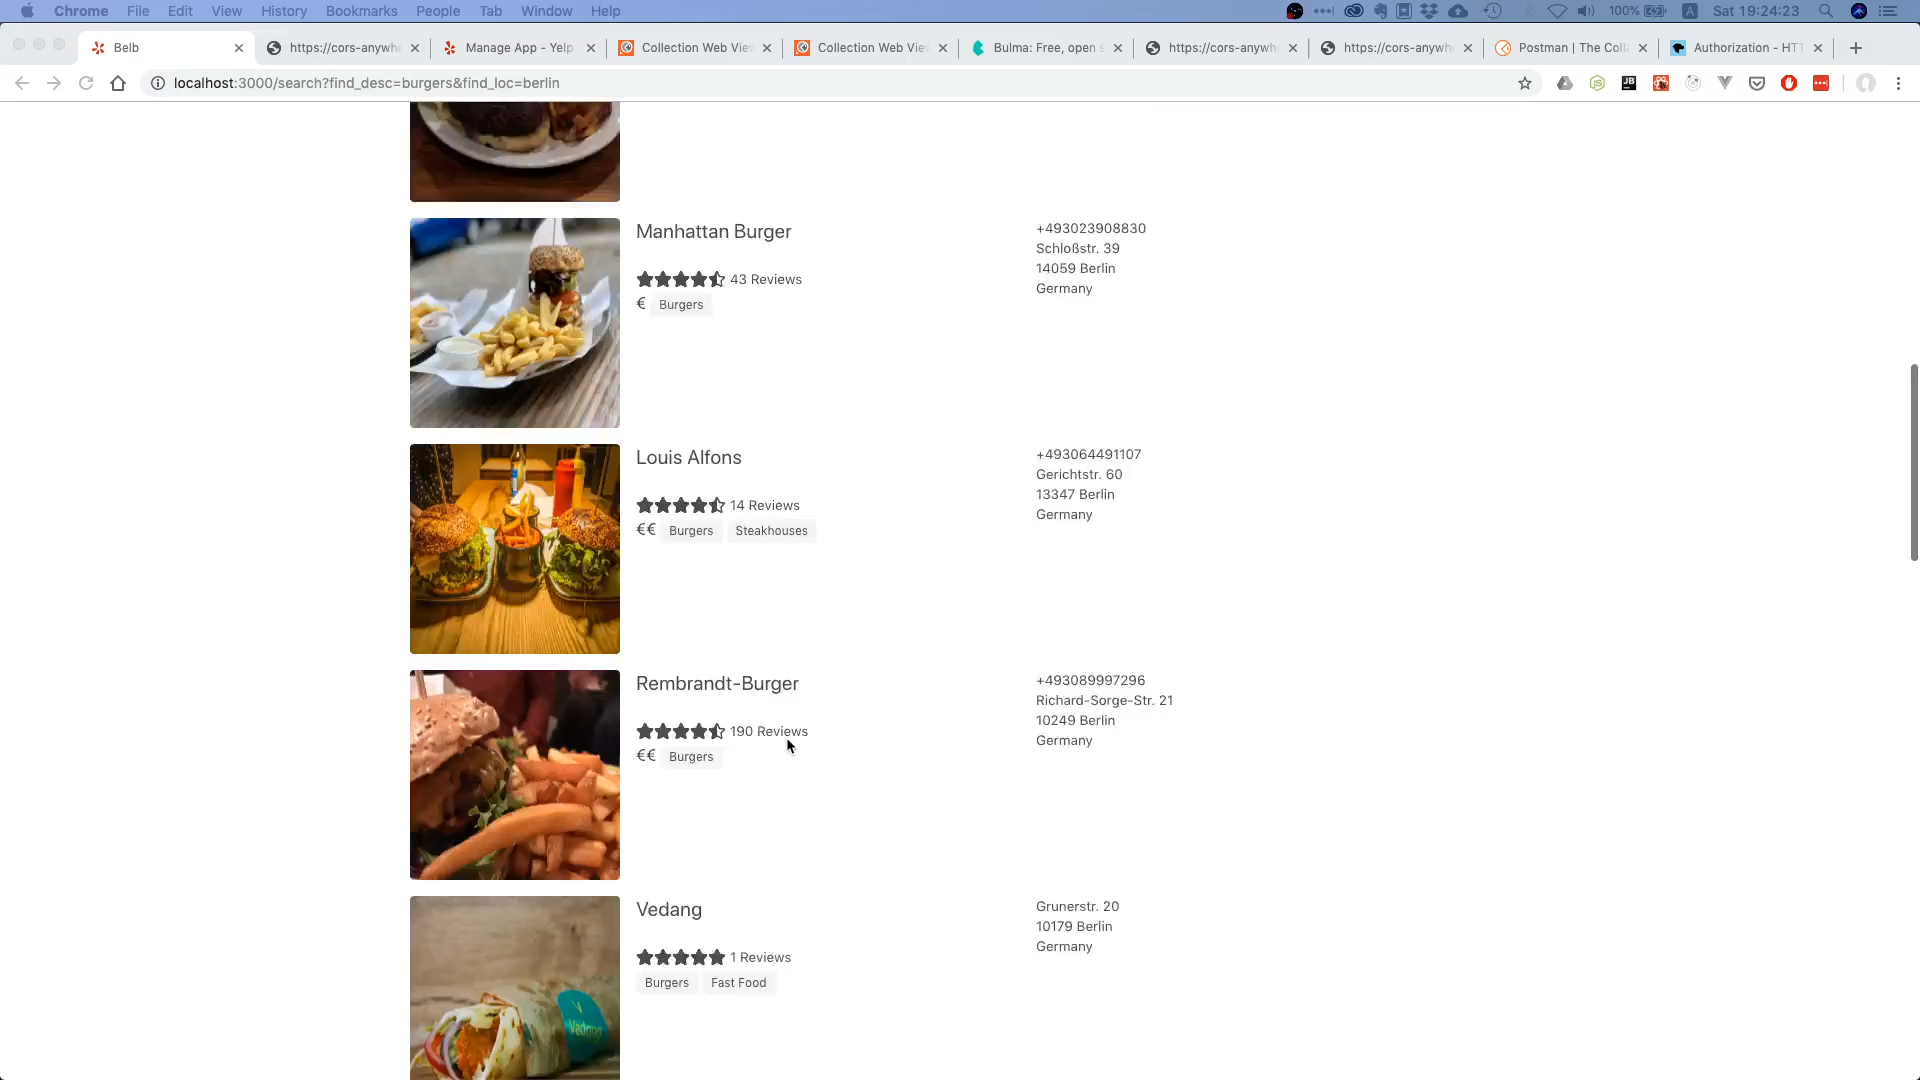 Chrome File Edit View History Bookmarks People Tab Window Help
100% A Sat 19:24:23
Belb
https://cors-anywh
Manage App - Yelp
Collection Web Vie
Collection Web Vie
Bulma: Free, open s
https://cors-anywh
https://cors-anywh
Postman | The Coll
Authorization - HTT
localhost:3000/search?find_desc=burgers&find_loc=berlin
Manhattan Burger
43 Reviews
€ Burgers
+493023908830
Schloßstr. 39
14059 Berlin
Germany
Louis Alfons
14 Reviews
€€ Burgers Steakhouses
+493064491107
Gerichtstr. 60
13347 Berlin
Germany
Rembrandt-Burger
190 Reviews
€€ Burgers
+493089997296
Richard-Sorge-Str. 21
10249 Berlin
Germany
Vedang
1 Reviews
Burgers Fast Food
Grunerstr. 20
10179 Berlin
Germany
Vedang